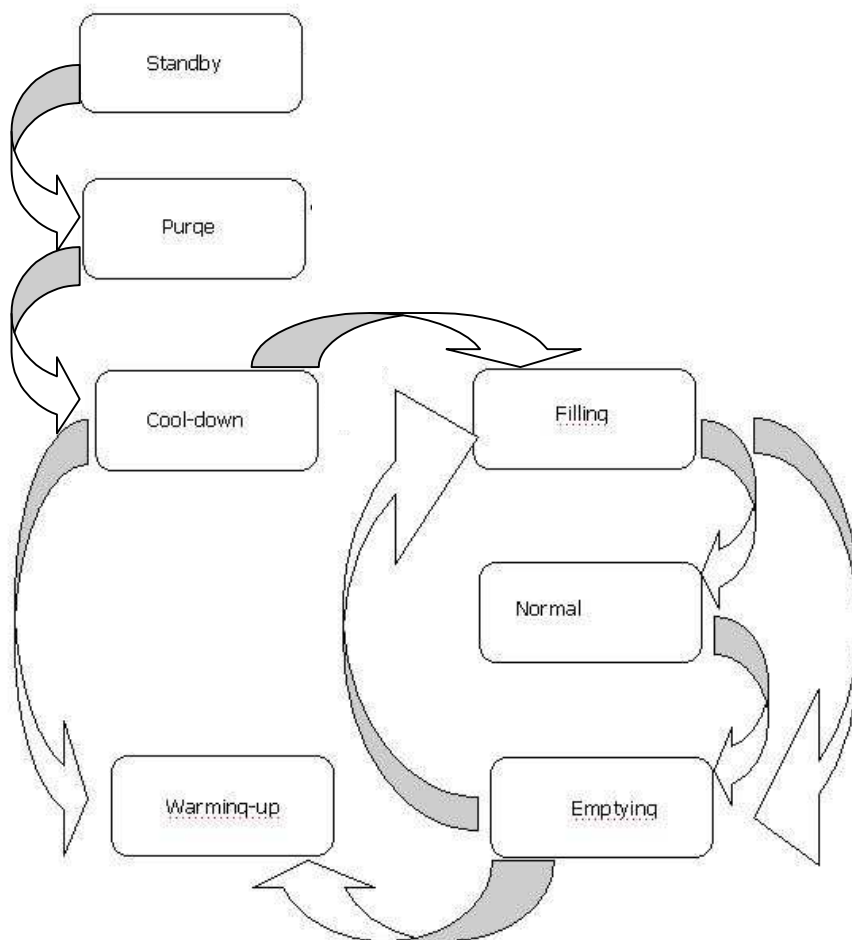 Standby
Purge
Cool-down
Filling
Normal
Warming-up
Emptying